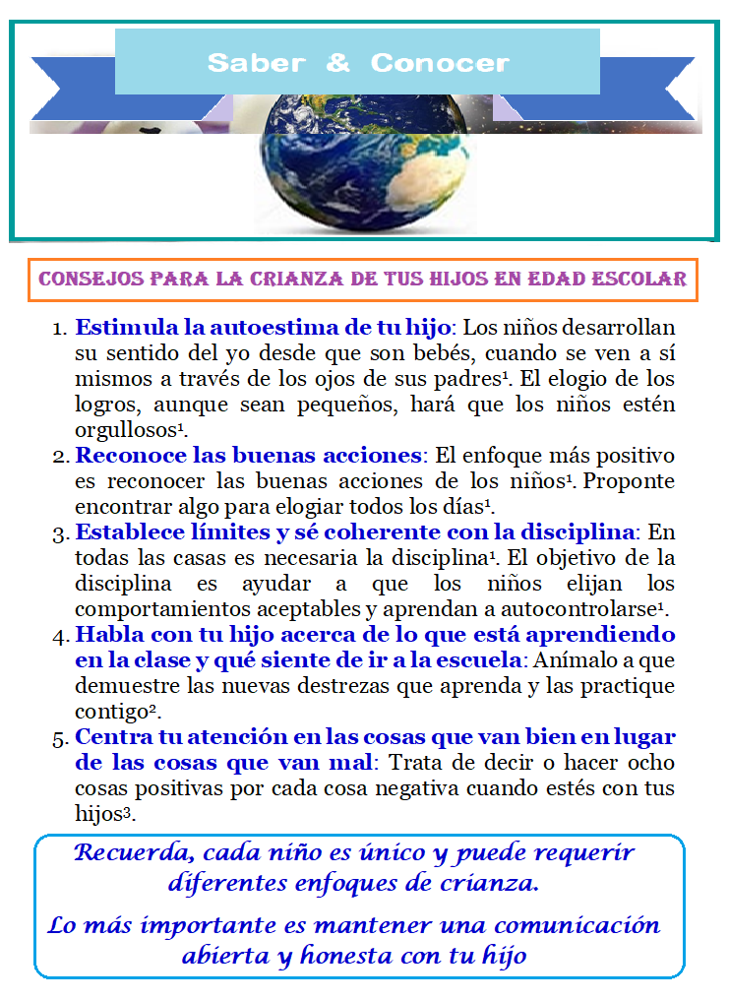 Saber & Conocer
CONSEJOS PARA LA CRIANZA DE TUS HIJOS EN EDAD ESCOLAR
1. Estimula la autoestima de tu hijo: Los niños desarrollan
su sentido del yo desde que son bebés, cuando se ven a sí
mismos a través de los ojos de sus padres¹. El elogio de los
logros, aunque sean pequeños, hará que los niños estén
orgullosos¹.
2. Reconoce las buenas acciones: El enfoque más positivo
es reconocer las buenas acciones de los niños¹. Proponte
encontrar algo para elogiar todos los días¹.
3. Establece límites y sé coherente con la disciplina: En
todas las casas es necesaria la disciplina¹. El objetivo de la
disciplina es ayudar a que los niños elijan los
comportamientos aceptables y aprendan a autocontrolarse¹.
4. Habla con tu hijo acerca de lo que está aprendiendo
en la clase y qué siente de ir a la escuela: Anímalo a que
demuestre las nuevas destrezas que aprenda y las practique
contigo².
5. Centra tu atención en las cosas que van bien en lugar
de las cosas que van mal: Trata de decir o hacer ocho
cosas positivas por cada cosa negativa cuando estés con tus
hijos³.
Recuerda, cada niño es único y puede requerir
diferentes enfoques de crianza.
Lo más importante es mantener una comunicación
abierta y honesta con tu hijo